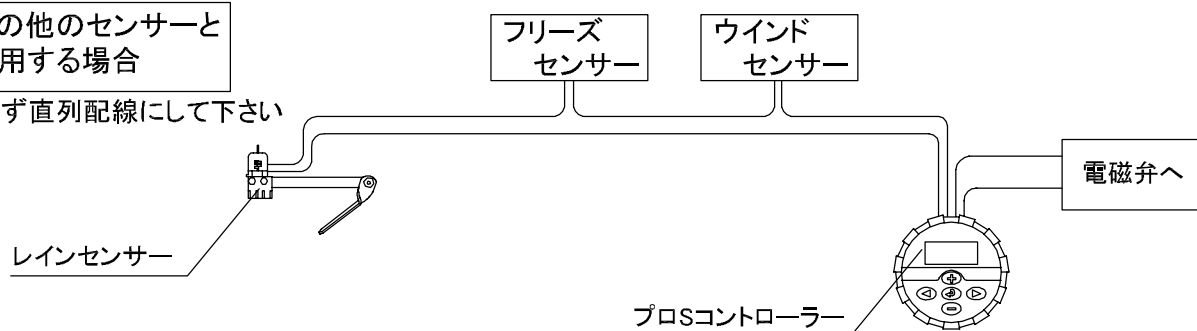 の他のセンサーと
用する場合
ず直列配線にして下さい
フリーズ
センサー
ウインド
センサー
電磁弁へ
レインセンサー
プロSコントローラー